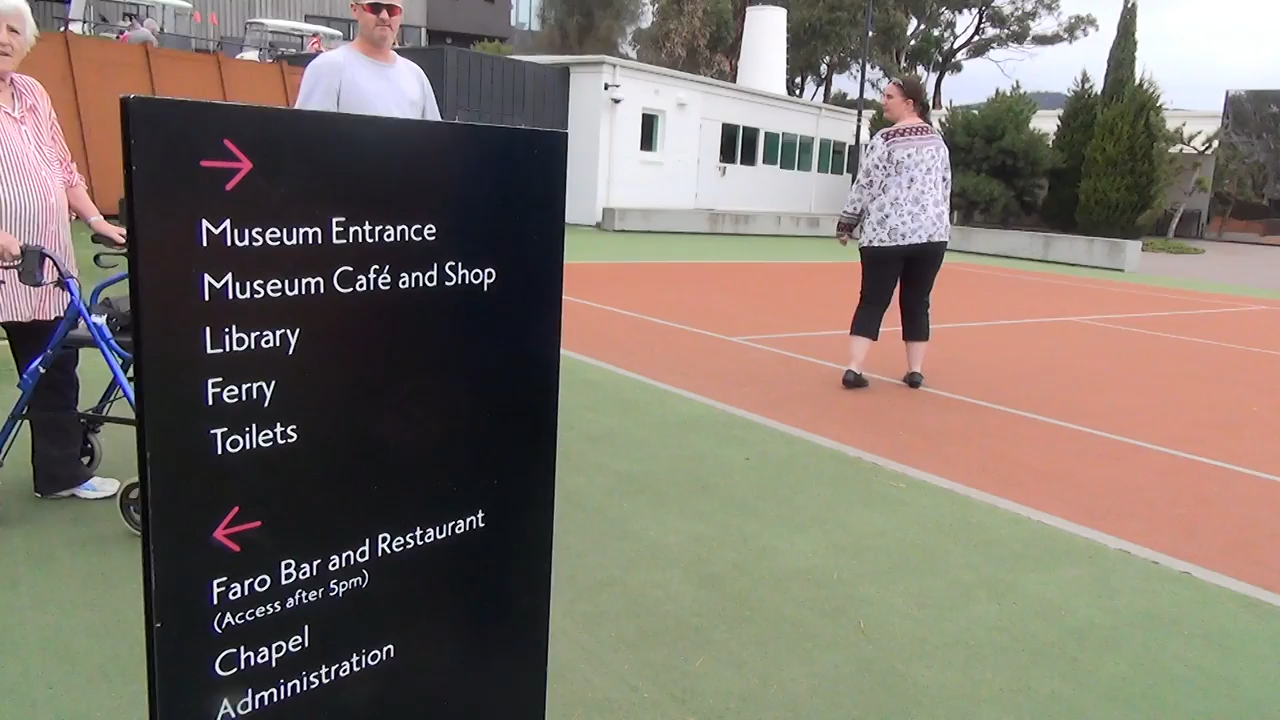 →
Museum Entrance
Museum Café and Shop
Library
Ferry
Toilets
←
Faro Bar and Restaurant
(Access after 5pm)
Chapel
Administration